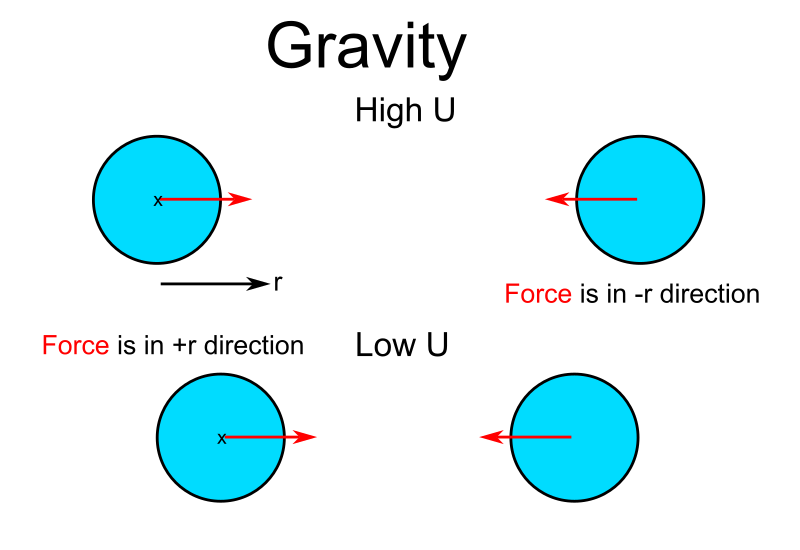 Gravity
High U
x
r
Force is in -r direction
Force is in +r direction
Low U
x